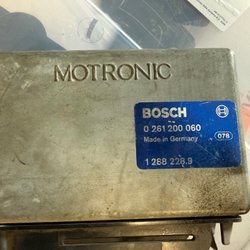 MOTRONIC
BOSCH
0 261 200 060
Made in Germany
078
1 288 228.9